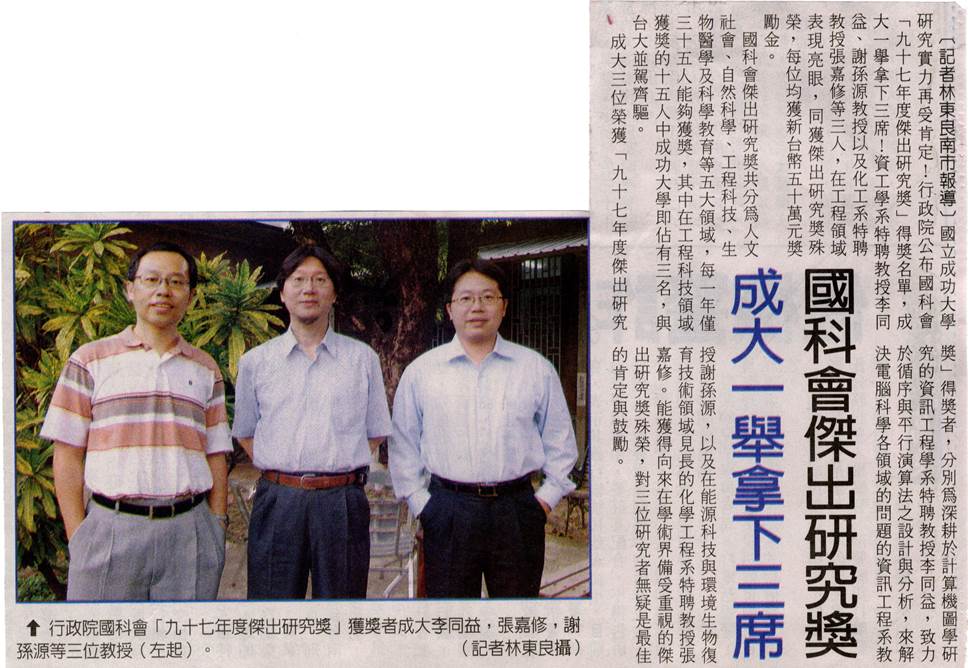 國科會傑出研究獎
成大一舉拿下三席
〔記者林東良南市報導〕國立成功大學
研究實力再受肯定！行政院公布國科會
「九十七年度傑出研究獎」得獎名單，成
大一舉拿下三席！資工學系特聘教授李同
益、謝孫源教授以及化工系特聘
教授張嘉修等三人，在工程領域
表現亮眼，同獲傑出研究獎殊
榮，每位均獲新台幣五十萬元獎
勵金。
國科會傑出研究獎共分爲人文
社會、自然科學、工程科技、生
物醫學及科學教育等五大領域，每一年僅
三十五人能夠獲獎，其中在工程科技領域
獲獎的十五人中成功大學即佔有三名，與
台大並駕齊驅。
成大三位榮獲「九十七年度傑出研究
獎」得獎者，分別爲深耕於計算機圖學研
究的資訊工程學系特聘教授李同益，致力
於循序與平行演算法之設計與分析，來解
決電腦科學各領域的問題的資訊工程系教
授謝孫源，以及在能源科技與環境生物復
育技術領域見長的化學工程系特聘教授張
嘉修。能獲得向來在學術界備受重視的傑
出研究獎殊榮，對三位研究者無疑是最佳
的肯定與鼓勵。
⬆行政院國科會「九十七年度傑出研究獎」獲獎者成大李同益，張嘉修，謝
孫源等三位教授（左起）。（記者林東良攝）